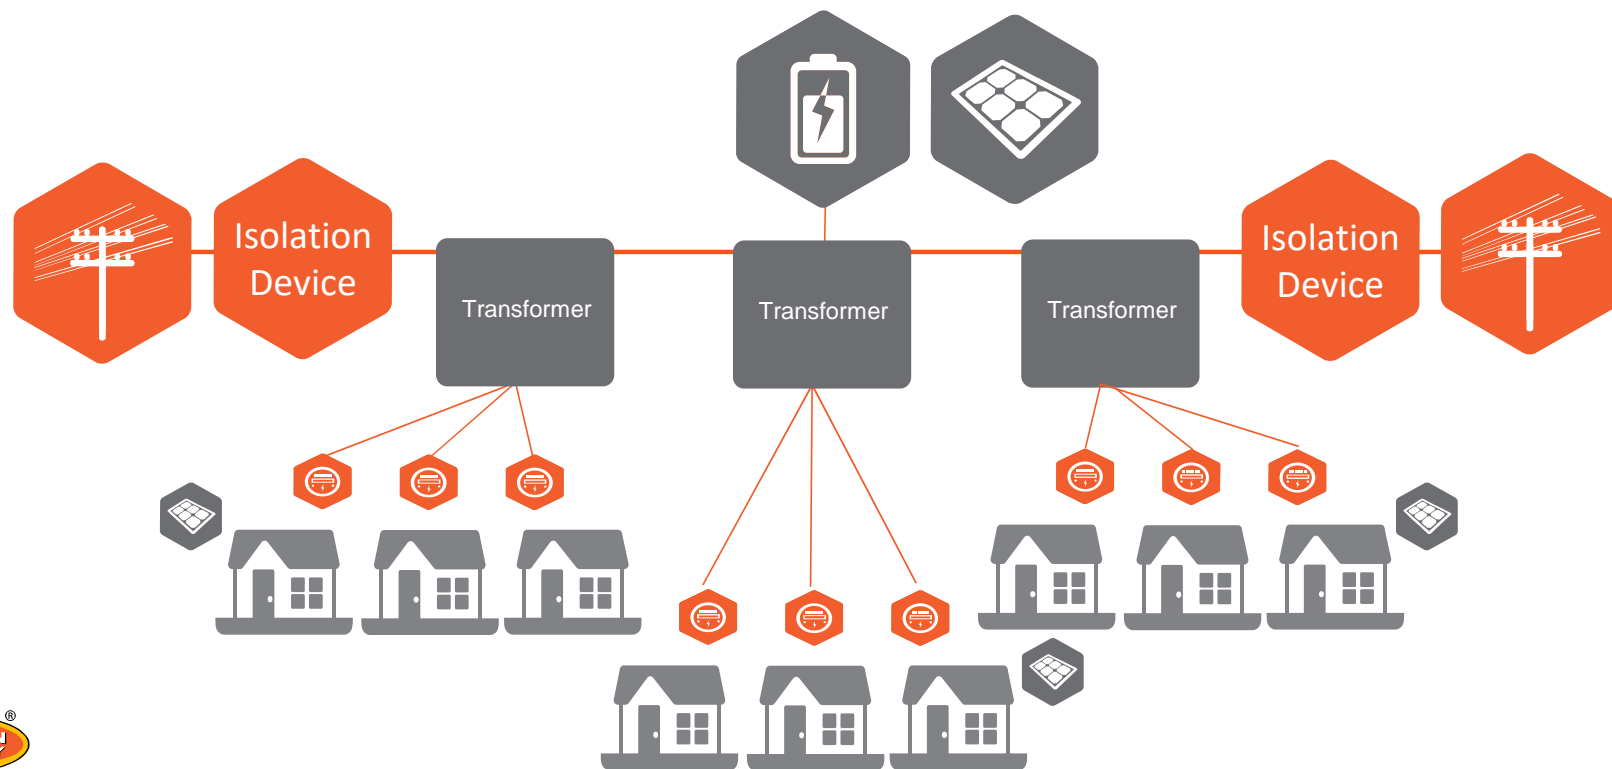 Isolation
Device
Transformer
Transformer
Transformer
Isolation
Device
®